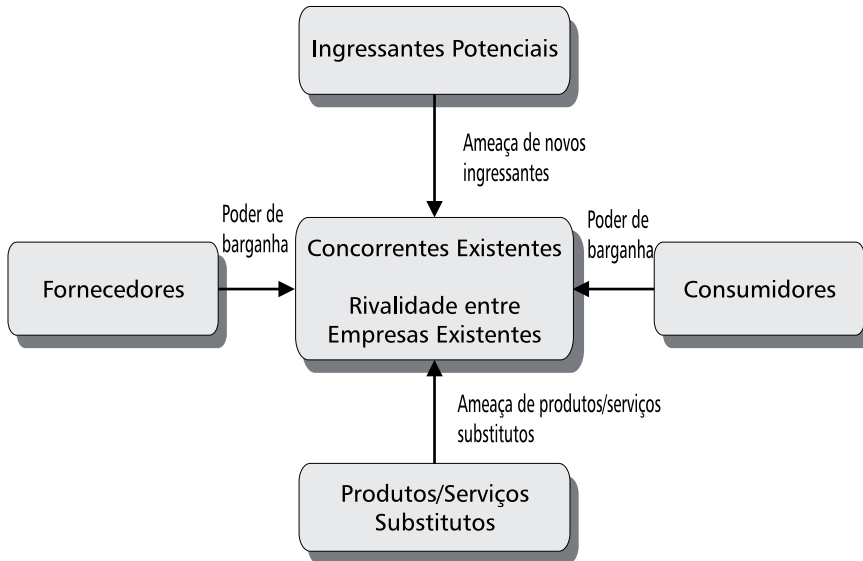 Ingressantes Potenciais
Ameaça de novos
ingressantes
Poder de
barganha
Poder de
barganha
Fornecedores
Concorrentes Existentes
Rivalidade entre
Empresas Existentes
Consumidores
Ameaça de produtos/serviços
substitutos
Produtos/Serviços
Substitutos